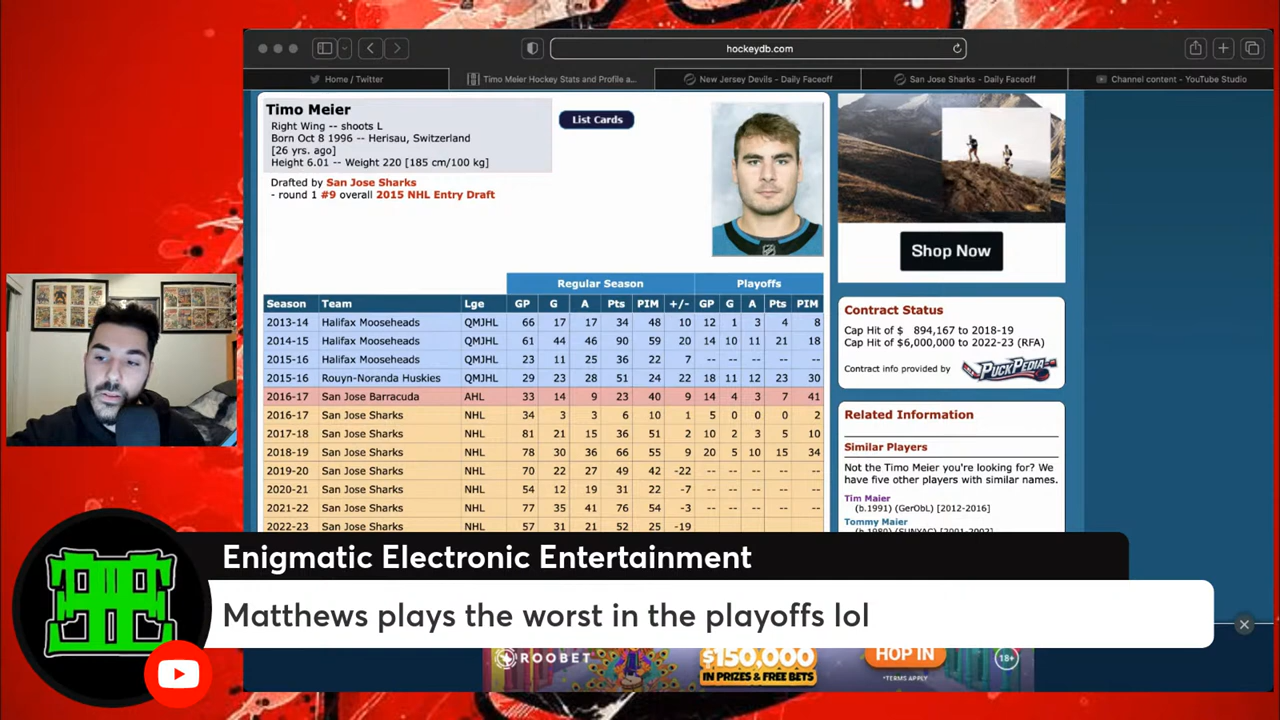 hockeydb.com
Home / Twitter
Timo Meier Hockey Stats and Profile a...
New Jersey Devils - Daily Faceoff
San Jose Sharks - Daily Faceoff
Channel content - YouTube Studio
Timo Meier
Right Wing -- shoots L
Born Oct 8 1996 -- Herisau, Switzerland
[26 yrs. ago]
Height 6.01 -- Weight 220 [185 cm/100 kg]
Drafted by San Jose Sharks
- round 1 #9 overall 2015 NHL Entry Draft
List Cards
Shop Now
Regular Season Playoffs
Season Team Lge GP G A Pts PIM +/- GP G A Pts PIM
2013-14 Halifax Mooseheads QMJHL 66 17 17 34 48 10 12 1 3 4 8
2014-15 Halifax Mooseheads QMJHL 61 44 46 90 59 20 14 10 11 21 18
2015-16 Halifax Mooseheads QMJHL 23 11 25 36 22 7 -- -- -- -- --
2015-16 Rouyn-Noranda Huskies QMJHL 29 23 28 51 24 22 18 11 12 23 30
2016-17 San Jose Barracuda AHL 33 14 9 23 40 9 14 4 3 7 41
2016-17 San Jose Sharks NHL 34 3 3 6 10 1 5 0 0 0 2
2017-18 San Jose Sharks NHL 81 21 15 36 51 2 10 2 3 5 10
2018-19 San Jose Sharks NHL 78 30 36 66 55 9 20 5 10 15 34
2019-20 San Jose Sharks NHL 70 22 27 49 42 -22 -- -- -- -- --
2020-21 San Jose Sharks NHL 54 12 19 31 22 -7 -- -- -- -- --
2021-22 San Jose Sharks NHL 77 35 41 76 54 -3 -- -- -- -- --
2022-23 San Jose Sharks NHL 57 31 21 52 25 -19
Contract Status
Cap Hit of $ 894,167 to 2018-19
Cap Hit of $6,000,000 to 2022-23 (RFA)
Contract info provided by PUCKPEDIA
Related Information
Similar Players
Not the Timo Meier you're looking for? We
have five other players with similar names.
Tim Maier
(b.1991) (GerObL) [2012-2016]
Tommy Maier
Enigmatic Electronic Entertainment
Matthews plays the worst in the playoffs lol
ROOBET
$150,000
IN PRIZES & FREE BETS
HOP IN
*TERMS APPLY
18+